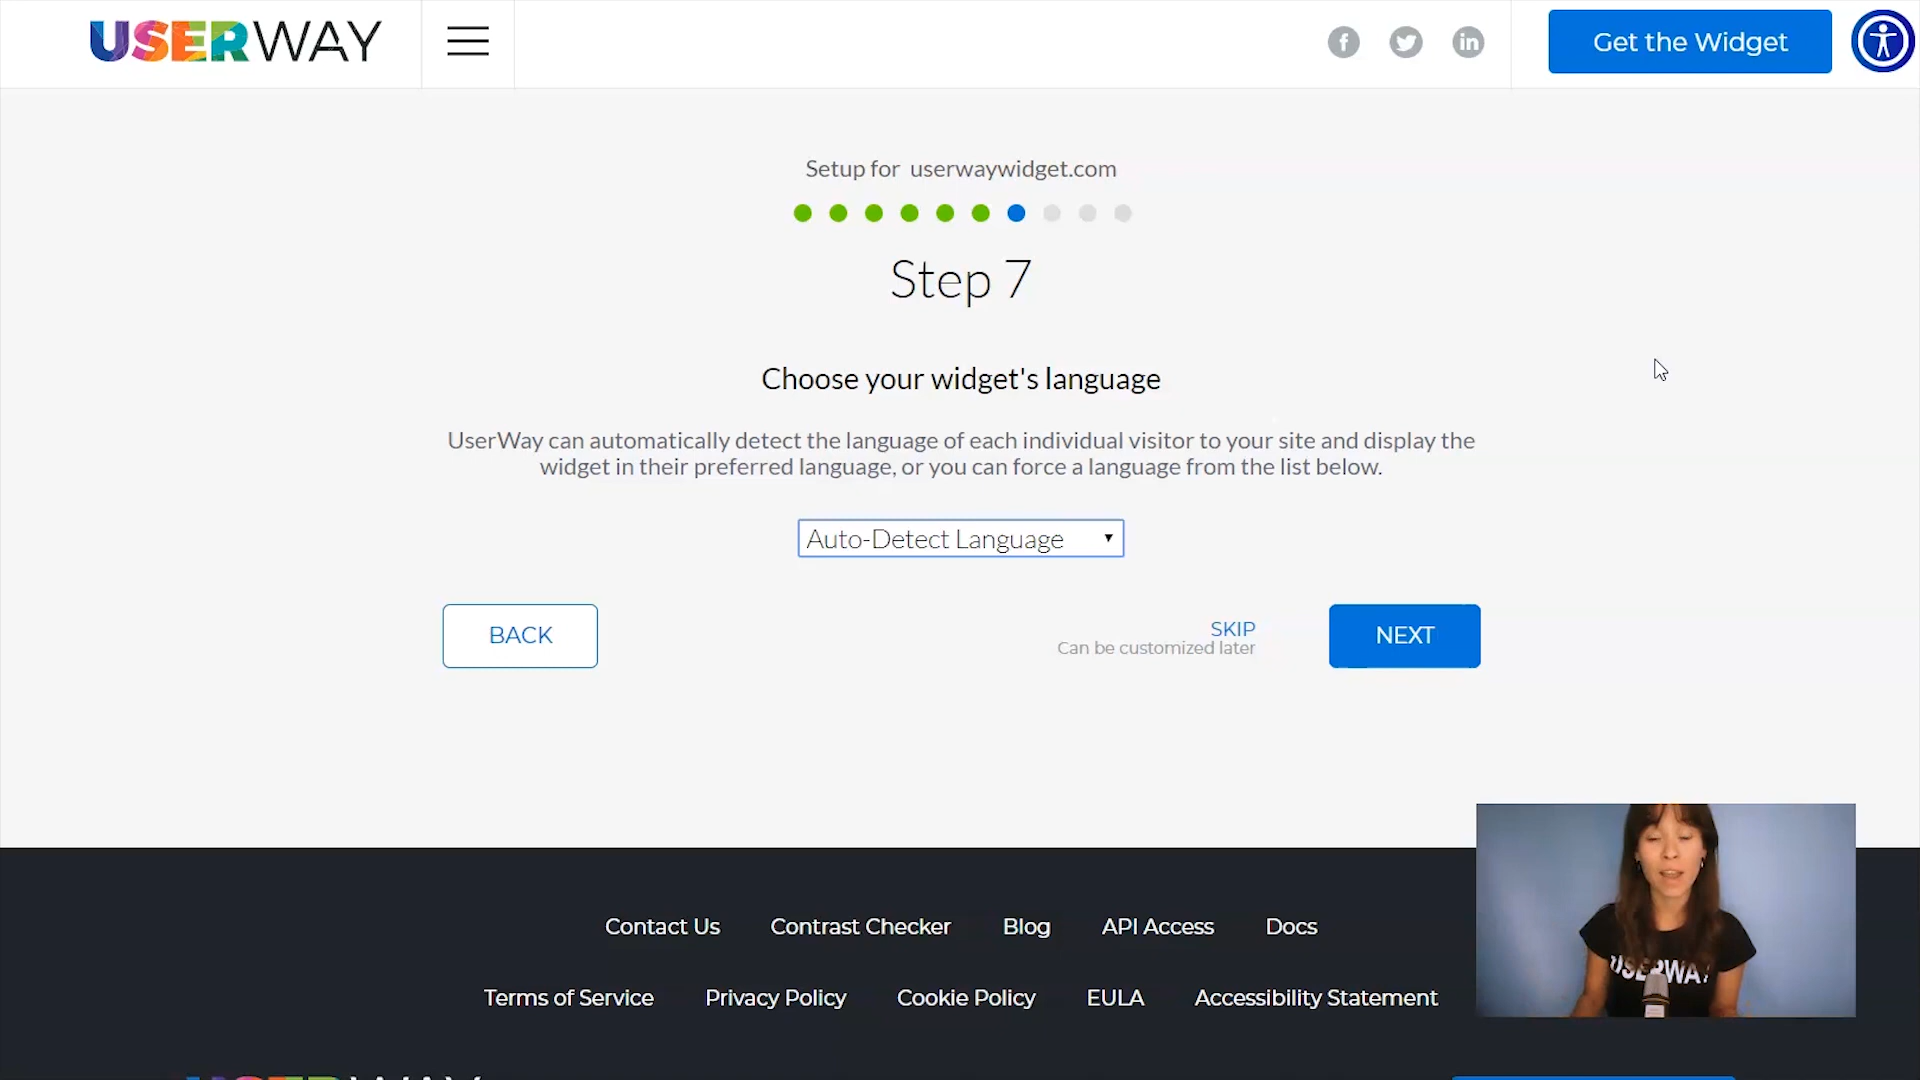 USERWAY
f
in
Get the Widget
Setup for userwaywidget.com
Step 7
Choose your widget's language
UserWay can automatically detect the language of each individual visitor to your site and display the
widget in their preferred language, or you can force a language from the list below.
Auto-Detect Language
BACK
SKIP
Can be customized later
NEXT
Contact Us
Contrast Checker
Blog
API Access
Docs
Terms of Service
Privacy Policy
Cookie Policy
EULA
Accessibility Statement
USERWAY
USERWAY